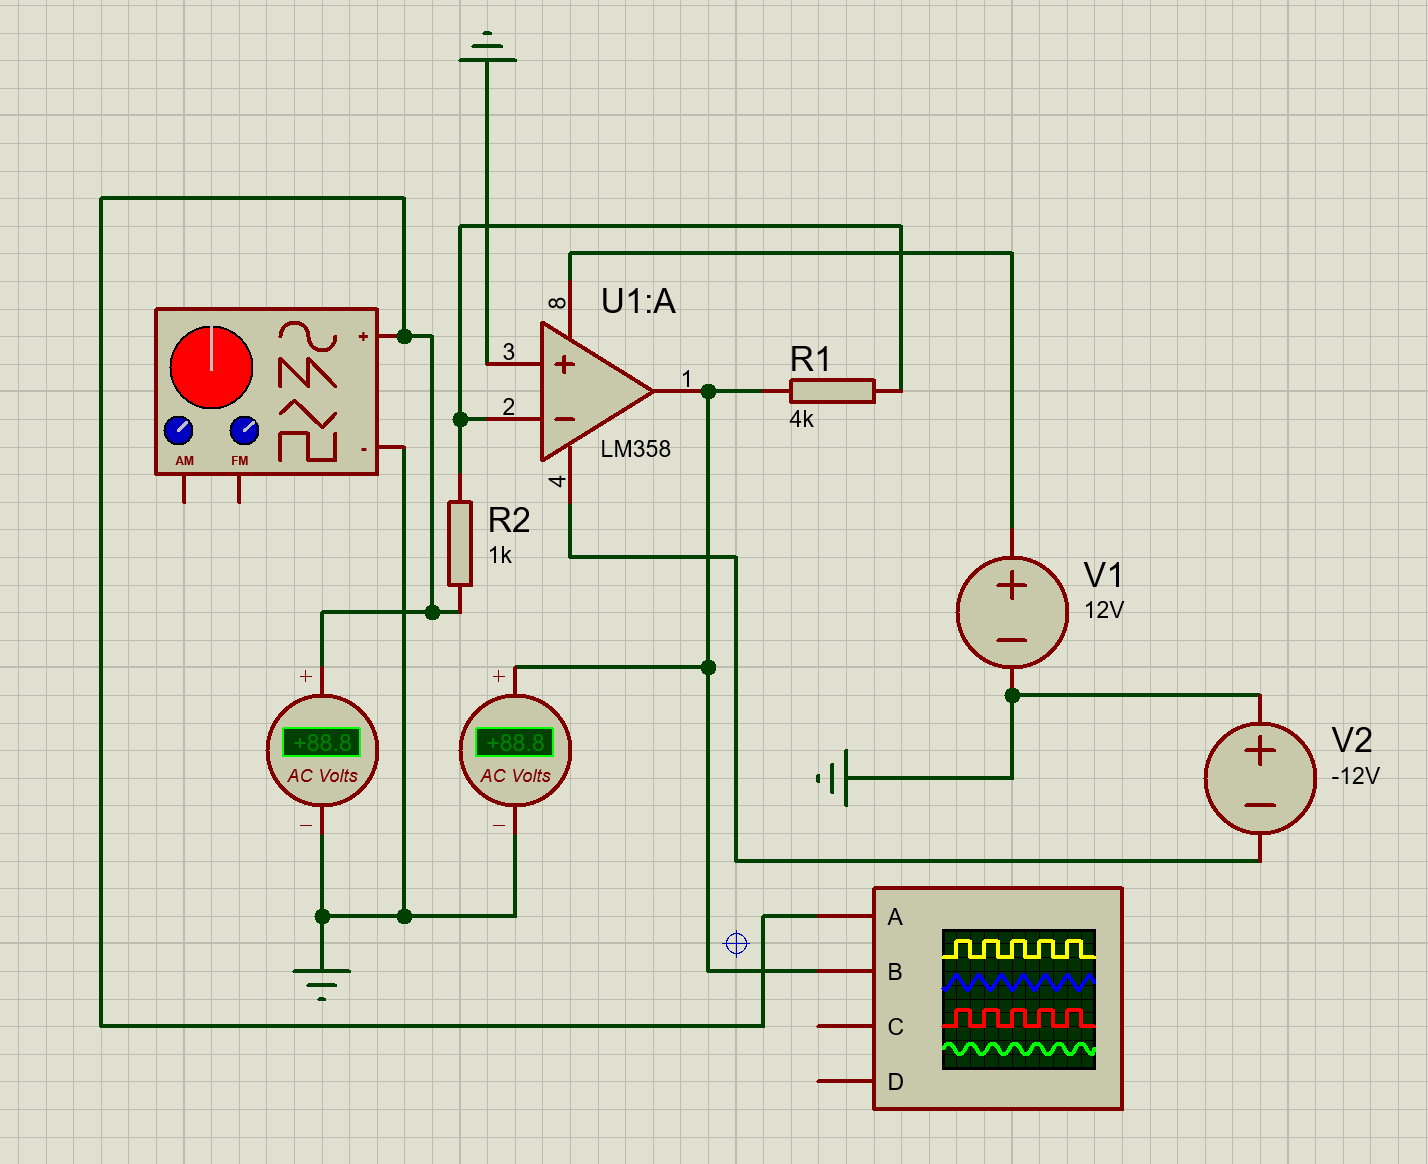 8
U1:A
3
1
R1
+
2
4k
-
AM FM
LM358
4
R2
1k
V1
12V
+88.8
AC Volts
+88.8
AC Volts
V2
-12V
A
B
C
D